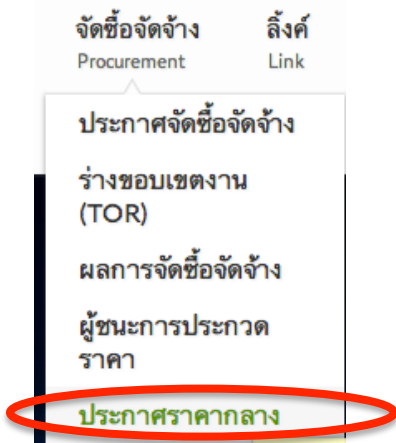 จัดซื้อจัดจ้าง ลิ้งค์
Procurement Link
ประกาศจัดซื้อจัดจ้าง
ร่างขอบเขตงาน
(TOR)
ผลการจัดซื้อจัดจ้าง
ผู้ชนะการประกวด
ราคา
ประกาศราคากลาง